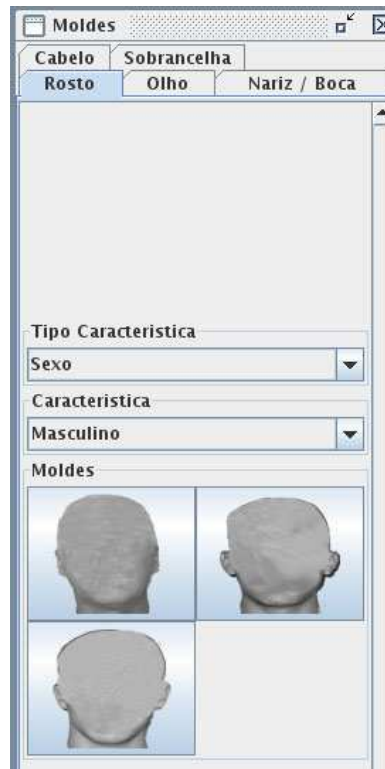 Moldes
Cabelo Sobrancelha
Rosto Olho Nariz / Boca
Tipo Caracteristica
Sexo
Caracteristica
Masculino
Moldes